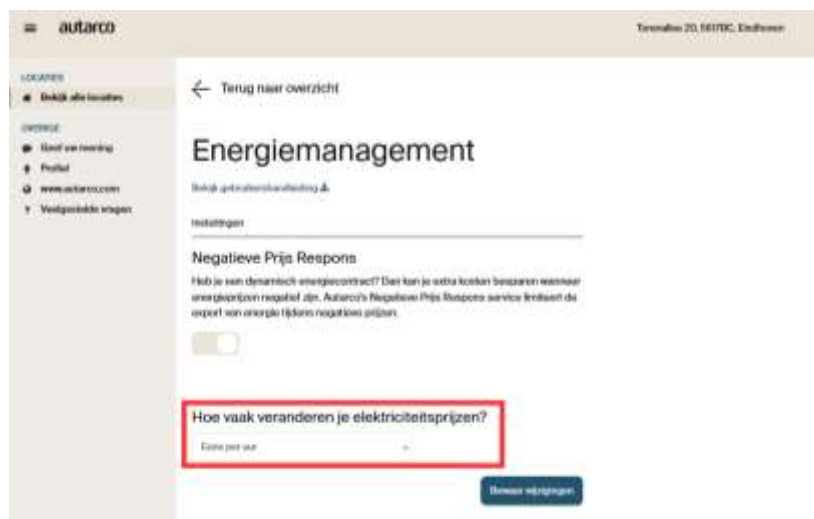 autarco
Torenallee 20, 5617BC, Eindhoven
LOCATIES
Bekijk alle locaties
OVERIGE
Geef uw mening
Profiel
www.autarco.com
Veelgestelde vragen
Terug naar overzicht
Energiemanagement
Bekijk gebruikershandleiding
Instellingen
Negatieve Prijs Respons
Heb je een dynamisch energiecontract? Dan kan je extra kosten besparen wanneer
energieprijzen negatief zijn. Autarco's Negatieve Prijs Respons service limiteert de
export van energie tijdens negatieve prijzen.
Hoe vaak veranderen je elektriciteitsprijzen?
Eens per uur
Bewaar wijzigingen